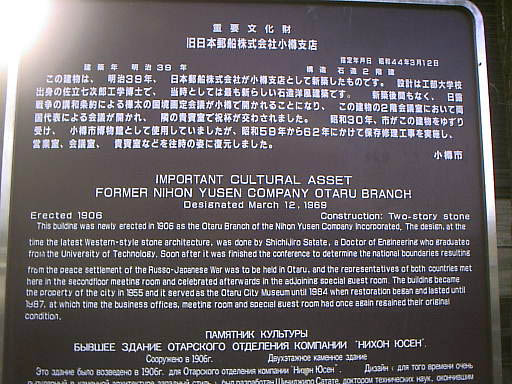 重要文化財
旧日本郵船株式会社小樽支店
指定年月日 昭和44年3月12日
建築年 明治39年 構造 石造2階建
この建物は、明治39年、日本郵船株式会社が小樽支店として新築したものです。設計は工部大学校
出身の佐立七次郎工学博士で、当時としては最も新らしい石造洋風建築です。新築後間もなく、日露
戦争の講和条約による樺太の国境画定会議が小樽で開かれることになり、この建物の2階会議室において両
国代表による会議が開かれ、隣の貴賓室で祝杯が交わされました。昭和30年、市がこの建物をゆずり
受け、小樽市博物館として使用していましたが、昭和59年から62年にかけて保存修理工事を実施し、
営業室、会議室、貴賓室などを往時の姿に復元しました。
小樽市
IMPORTANT CULTURAL ASSET
FORMER NIHON YUSEN COMPANY OTARU BRANCH
Designated March 12, 1969
Erected 1906 Construction: Two-story stone
This building was newly erected in 1906 as the Otaru Branch of the Nihon Yusen Company Incorporated. The design, at the
time the latest Western-style stone architecture, was done by Shichijiro Satate, a Doctor of Engineering who graduated
from the University of Technology. Soon after it was finished the conference to determine the national boundaries resulting
from the peace settlement of the Russo-Japanese War was to be held in Otaru, and the representatives of both countries met
here in the secondfloor meeting room and celebrated afterwards in the adjoining special guest room. The building became
the property of the city in 1955 and it served as the Otaru City Museum until 1984 when restoration began and lasted until
1987, at which time the business offices, meeting room and special guest room had once again regained their original
condition.
ПАМЯТНИК КУЛЬТУРЫ
БЫВШЕЕ ЗДАНИЕ ОТАРСКОГО ОТДЕЛЕНИЯ КОМПАНИИ "НИХОН ЮСЕН".
Сооружено в 1906г. Двухэтажное каменное здание
Это здание было возведено в 1906г. для Отарского отделения компании "Нихон Юсен". Дизайн для того времени
в каменной архитектуре западный стиль, был разработан Шичиджиро Сатате, доктором технических наук, окончившим